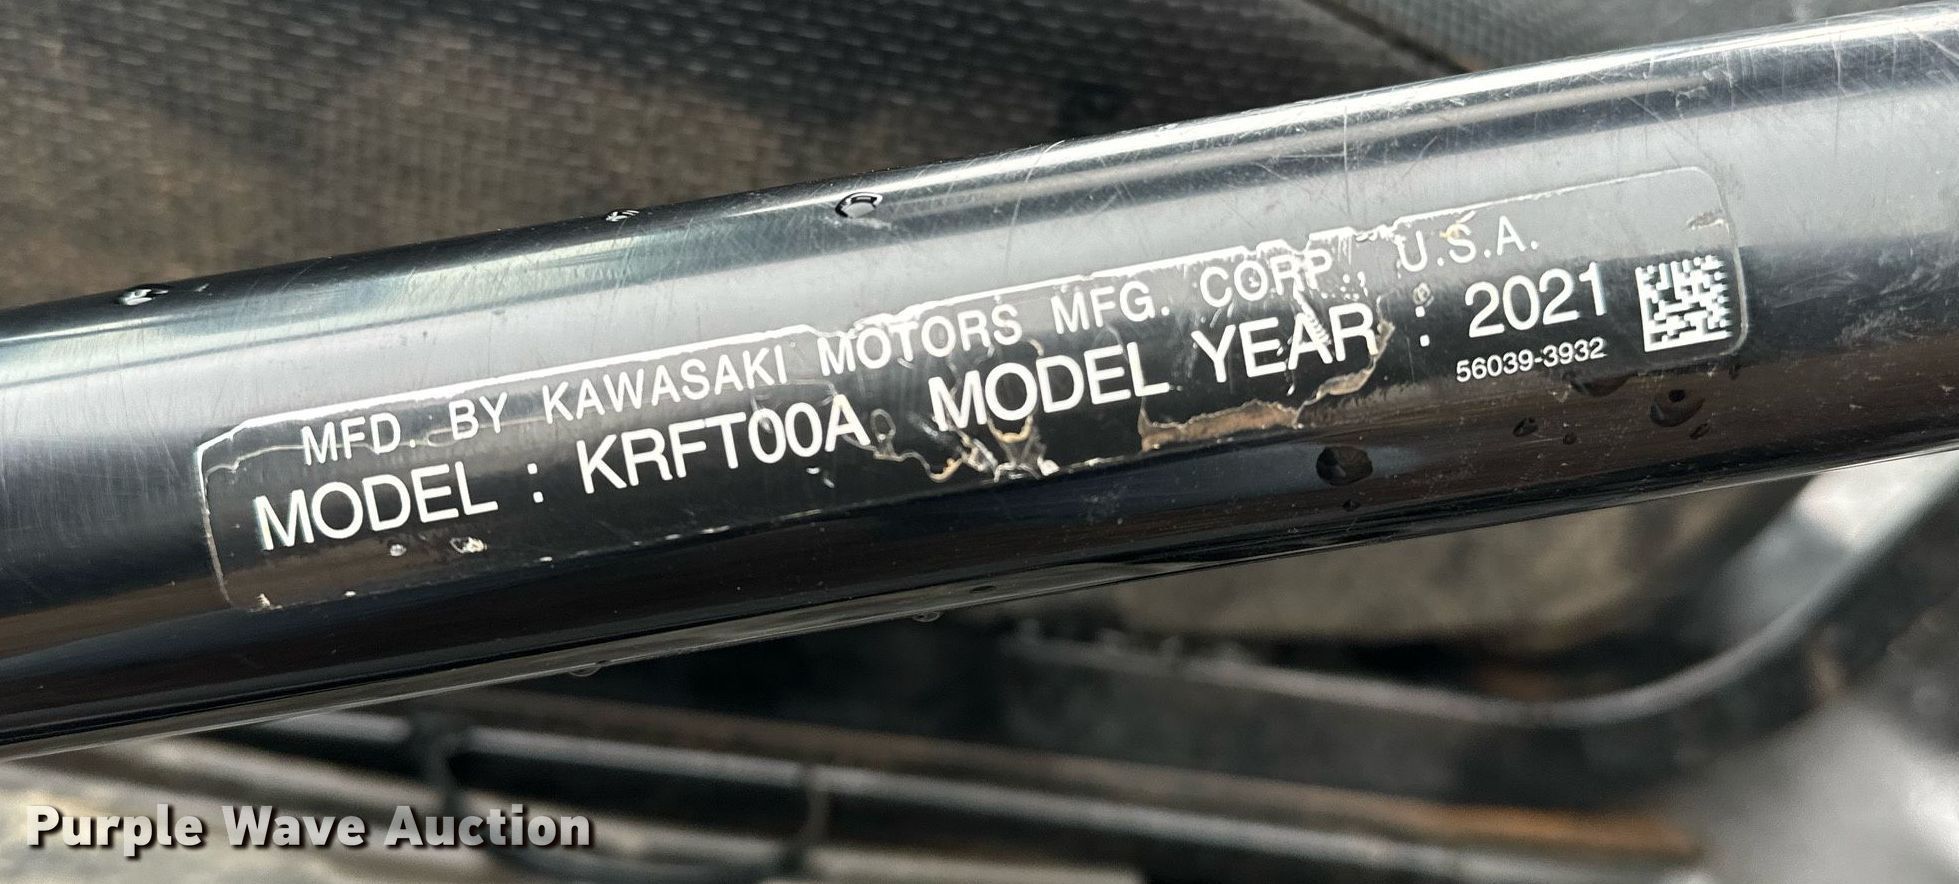 MFD. BY KAWASAKI MOTORS MFG. CORP., U.S.A.
MODEL : KRFT00A MODEL YEAR : 2021
56039-3932
Purple Wave Auction